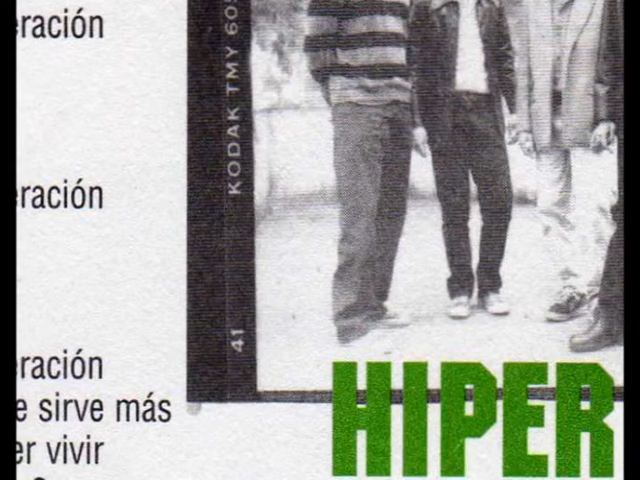 eración
eración
eración
e sirve más
er vivir
KODAK TMY 60
41
HIPER